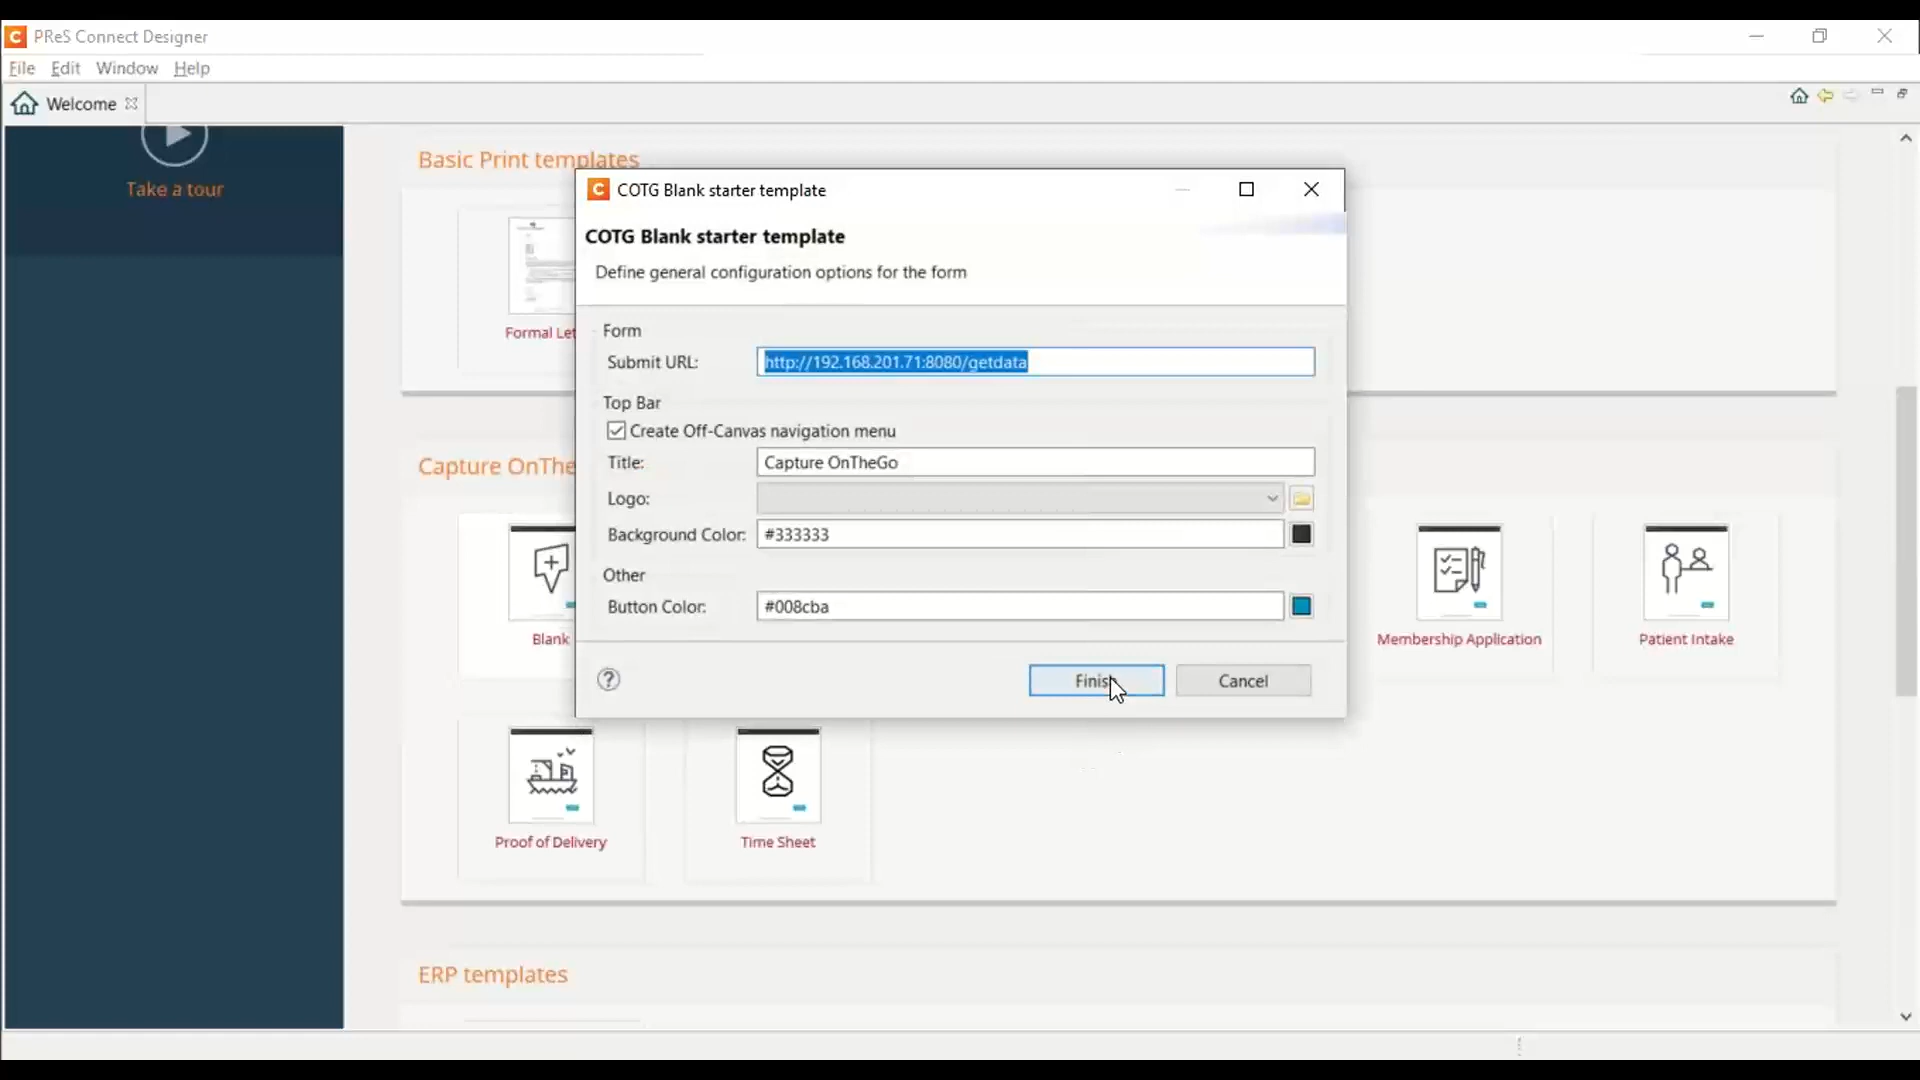 PReS Connect Designer
File Edit Window Help
Welcome
Take a tour
Basic Print templates
Formal Let
Capture OnThe
Blank
Membership Application
Patient Intake
Proof of Delivery
Time Sheet
ERP templates
COTG Blank starter template
COTG Blank starter template
Define general configuration options for the form
Form
Submit URL: http://192.168.201.71:8080/getdata
Top Bar
Create Off-Canvas navigation menu
Title: Capture OnTheGo
Logo:
Background Color: #333333
Other
Button Color: #008cba
Finish Cancel